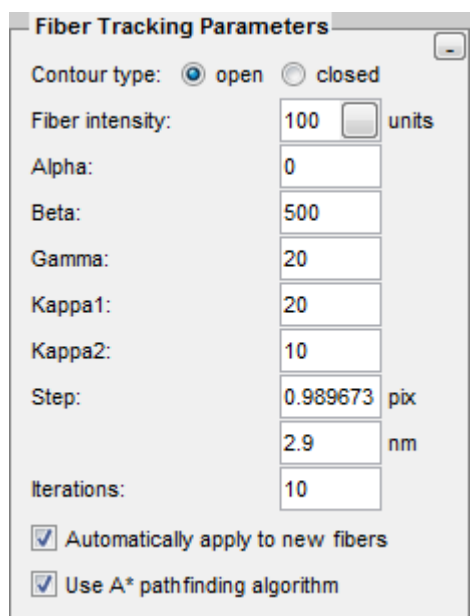 Fiber Tracking Parameters
-
Contour type: open closed
Fiber intensity: 100 units
Alpha: 0
Beta: 500
Gamma: 20
Kappa1: 20
Kappa2: 10
Step: 0.989673 pix
2.9 nm
Iterations: 10
Automatically apply to new fibers
Use A* pathfinding algorithm